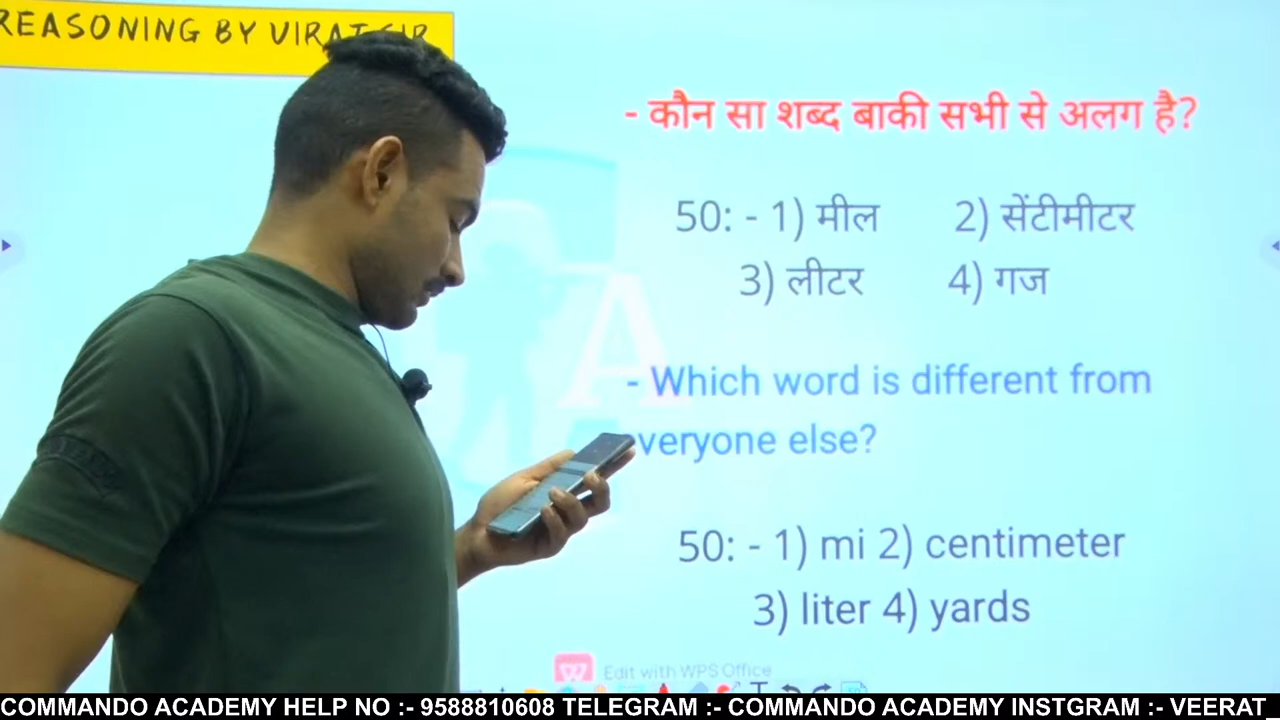 REASONING BY VIRAT SIR
- कौन सा शब्द बाकी सभी से अलग है?
50: - 1) मील 2) सेंटीमीटर
3) लीटर 4) गज
A
- Which word is different from
veryone else?
50: - 1) mi 2) centimeter
3) liter 4) yards
Edit with WPS Office
COMMANDO ACADEMY HELP NO :- 9588810608 TELEGRAM :- COMMANDO ACADEMY INSTGRAM :- VEERAT